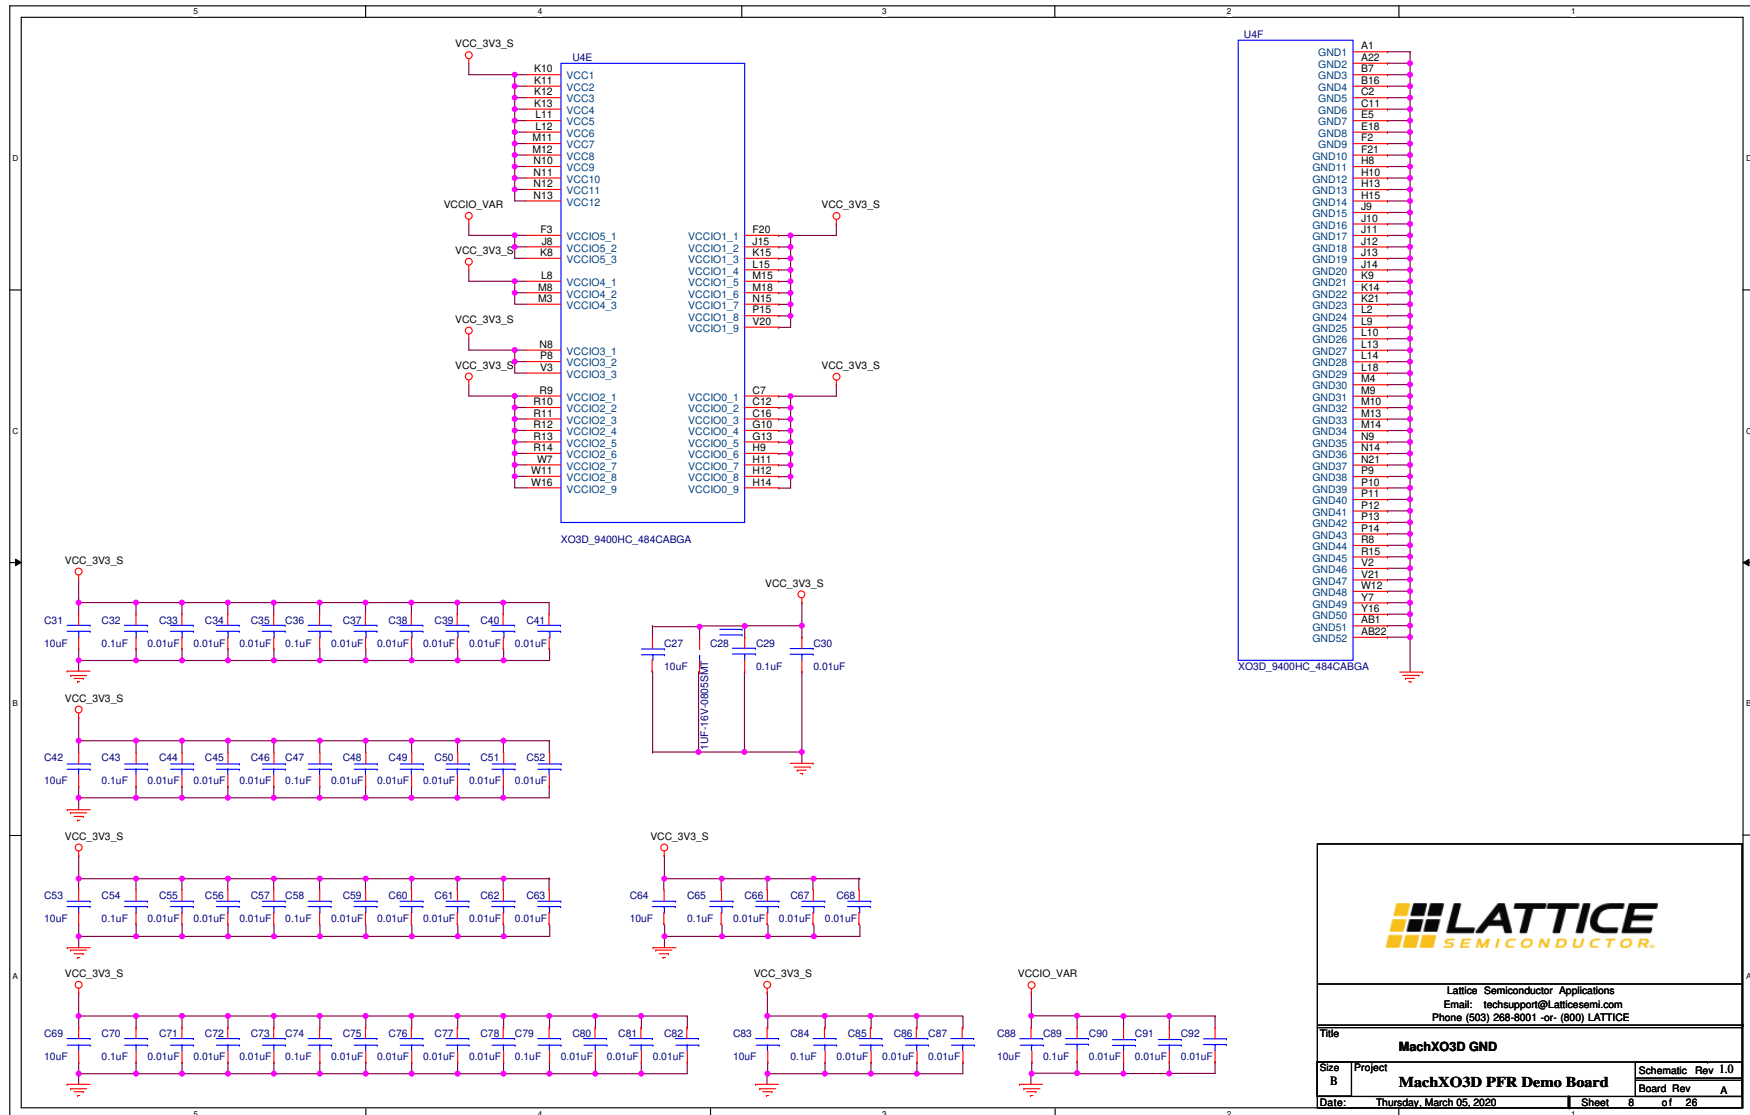 5 4 3 2 1
D
C
B
A
VCC_3V3_S
U4E
K10 VCC1
K11 VCC2
K12 VCC3
K13 VCC4
L11 VCC5
L12 VCC6
M11 VCC7
M12 VCC8
N10 VCC9
N11 VCC10
N12 VCC11
N13 VCC12
VCCIO_VAR
F3 VCCIO5_1
J8 VCCIO5_2
K8 VCCIO5_3
VCC_3V3_S
L8 VCCIO4_1
M8 VCCIO4_2
M3 VCCIO4_3
VCC_3V3_S
N8 VCCIO3_1
P8 VCCIO3_2
V3 VCCIO3_3
VCC_3V3_S
R9 VCCIO2_1
R10 VCCIO2_2
R11 VCCIO2_3
R12 VCCIO2_4
R13 VCCIO2_5
R14 VCCIO2_6
W7 VCCIO2_7
W11 VCCIO2_8
W16 VCCIO2_9
VCC_3V3_S
VCCIO1_1 F20
VCCIO1_2 J15
VCCIO1_3 K15
VCCIO1_4 L15
VCCIO1_5 M15
VCCIO1_6 M18
VCCIO1_7 N15
VCCIO1_8 P15
VCCIO1_9 V20
VCC_3V3_S
VCCIO0_1 C7
VCCIO0_2 C12
VCCIO0_3 C16
VCCIO0_4 G10
VCCIO0_5 G13
VCCIO0_6 H9
VCCIO0_7 H11
VCCIO0_8 H12
VCCIO0_9 H14
XO3D_9400HC_484CABGA
U4F
GND1 A1
GND2 A22
GND3 B7
GND4 B16
GND5 C2
GND6 C11
GND7 E5
GND8 E18
GND9 F2
GND10 F21
GND11 H8
GND12 H10
GND13 H13
GND14 H15
GND15 J9
GND16 J10
GND17 J11
GND18 J12
GND19 J13
GND20 J14
GND21 K9
GND22 K14
GND23 K21
GND24 L2
GND25 L9
GND26 L10
GND27 L13
GND28 L14
GND29 L18
GND30 M4
GND31 M9
GND32 M10
GND33 M13
GND34 M14
GND35 N9
GND36 N14
GND37 N21
GND38 P9
GND39 P10
GND40 P11
GND41 P12
GND42 P13
GND43 P14
GND44 R8
GND45 R15
GND46 V2
GND47 V21
GND48 W12
GND49 Y7
GND50 Y16
GND51 AB1
GND52 AB22
XO3D_9400HC_484CABGA
VCC_3V3_S
C31 C32 C33 C34 C35 C36 C37 C38 C39 C40 C41
10uF 0.1uF 0.01uF 0.01uF 0.01uF 0.1uF 0.01uF 0.01uF 0.01uF 0.01uF 0.01uF
VCC_3V3_S
C27 C28 C29 C30
10uF 1UF-16V-0805SMT 0.1uF 0.01uF
VCC_3V3_S
C42 C43 C44 C45 C46 C47 C48 C49 C50 C51 C52
10uF 0.1uF 0.01uF 0.01uF 0.01uF 0.1uF 0.01uF 0.01uF 0.01uF 0.01uF 0.01uF
VCC_3V3_S
C53 C54 C55 C56 C57 C58 C59 C60 C61 C62 C63
10uF 0.1uF 0.01uF 0.01uF 0.01uF 0.1uF 0.01uF 0.01uF 0.01uF 0.01uF 0.01uF
VCC_3V3_S
C64 C65 C66 C67 C68
10uF 0.1uF 0.01uF 0.01uF 0.01uF
VCC_3V3_S
C69 C70 C71 C72 C73 C74 C75 C76 C77 C78 C79 C80 C81 C82
10uF 0.1uF 0.01uF 0.01uF 0.01uF 0.1uF 0.01uF 0.01uF 0.01uF 0.01uF 0.1uF 0.01uF 0.01uF 0.01uF
VCC_3V3_S
C83 C84 C85 C86 C87
10uF 0.1uF 0.01uF 0.01uF 0.01uF
VCCIO_VAR
C88 C89 C90 C91 C92
10uF 0.1uF 0.01uF 0.01uF 0.01uF
LATTICE
SEMICONDUCTOR
Lattice Semiconductor Applications
Email: techsupport@Latticesemi.com
Phone (503) 268-8001 -or- (800) LATTICE
Title
MachXO3D GND
Size Project
B MachXO3D PFR Demo Board
Schematic Rev 1.0
Board Rev A
Date: Thursday, March 05, 2020 Sheet 8 of 26
5 4 3 2 1